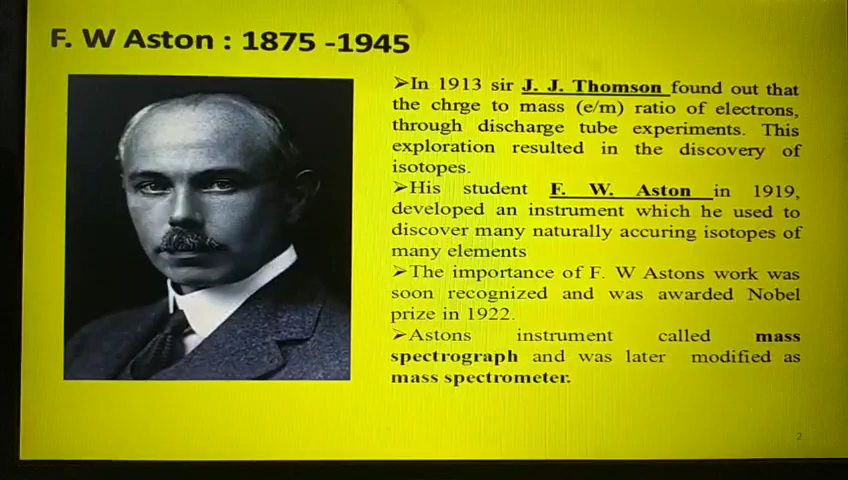 F. W Aston : 1875 -1945
➢In 1913 sir J. J. Thomson found out that
the chrge to mass (e/m) ratio of electrons,
through discharge tube experiments. This
exploration resulted in the discovery of
isotopes.
➢His student F. W. Aston in 1919,
developed an instrument which he used to
discover many naturally accuring isotopes of
many elements
➢The importance of F. W Astons work was
soon recognized and was awarded Nobel
prize in 1922.
➢Astons instrument called mass
spectrograph and was later modified as
mass spectrometer.
2